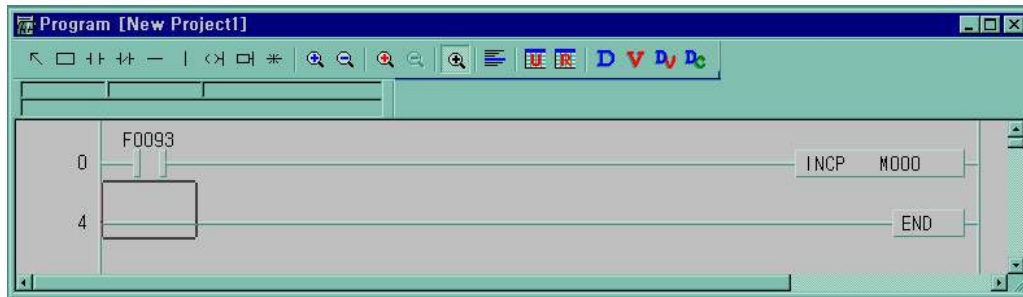 Program [New Project1]
U R D V DV DC
F0093
0 INCP M000
4 END